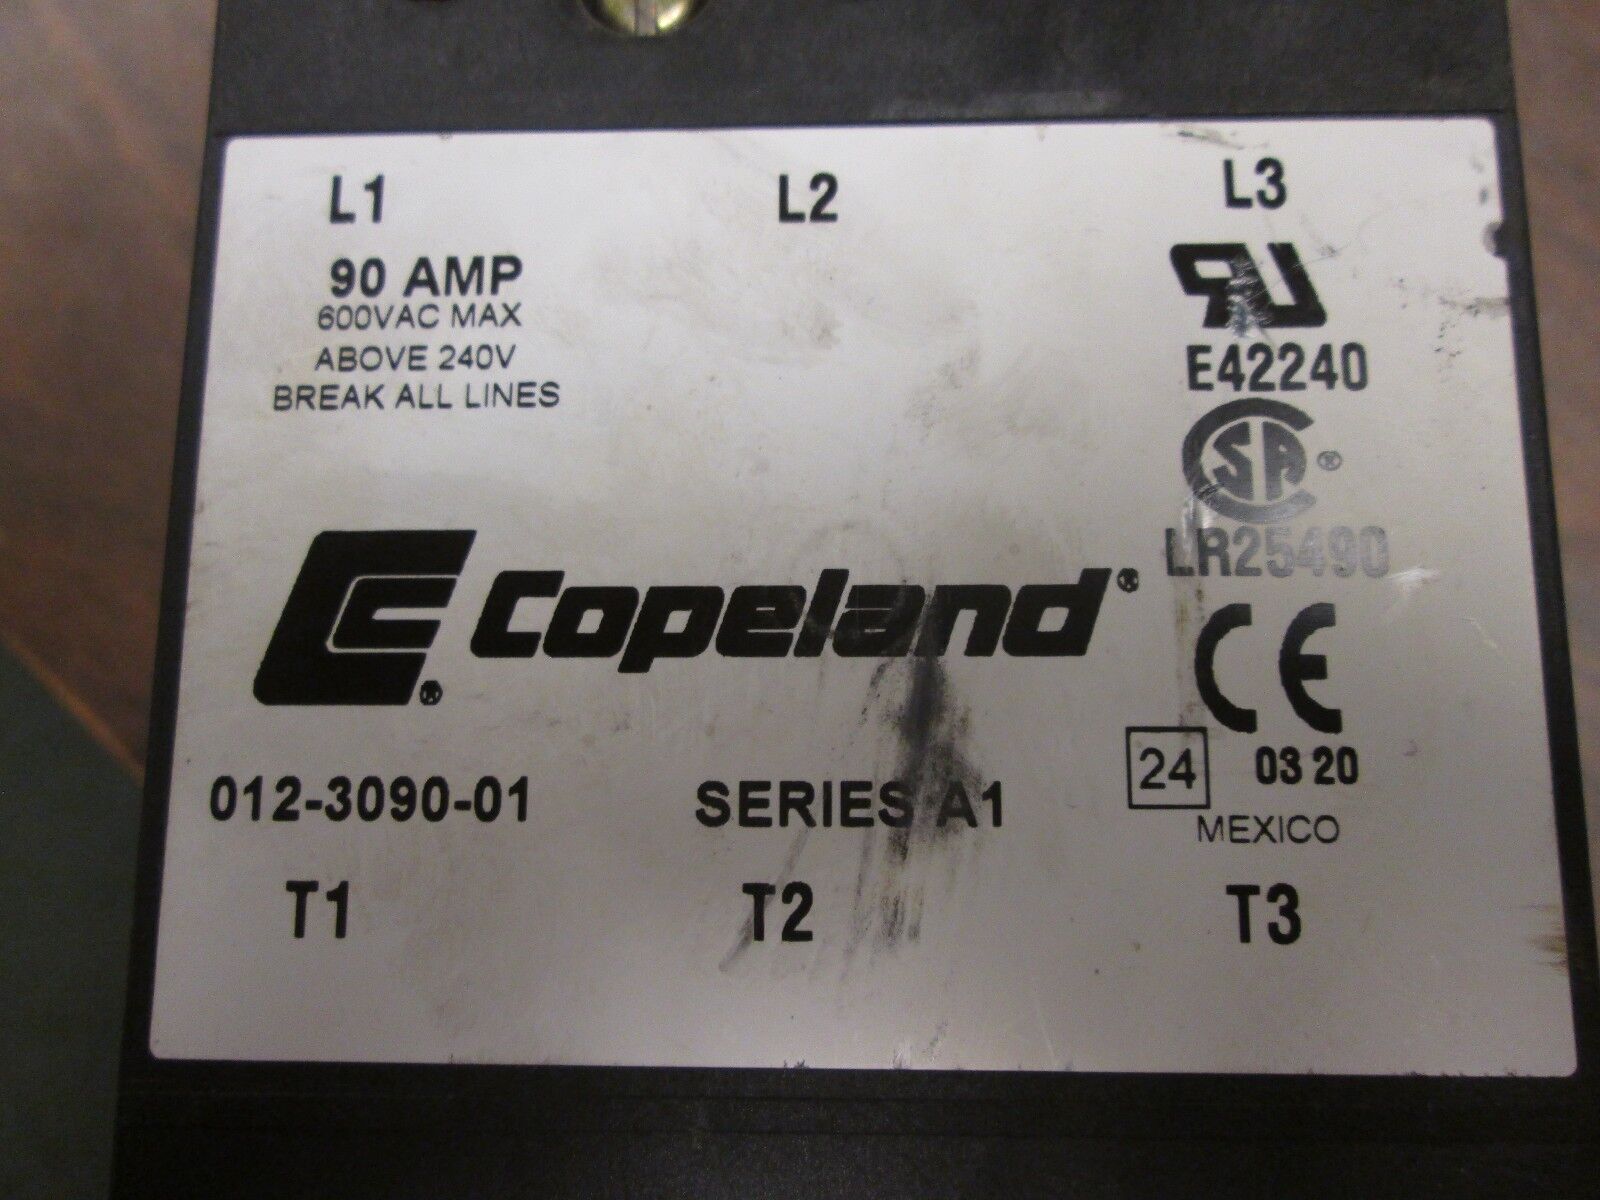 L1 L2 L3
90 AMP
600VAC MAX
ABOVE 240V
BREAK ALL LINES
E42240
CSA ®
LR25490
Copeland®
CE
012-3090-01 SERIES A1 24 03 20
MEXICO
T1 T2 T3